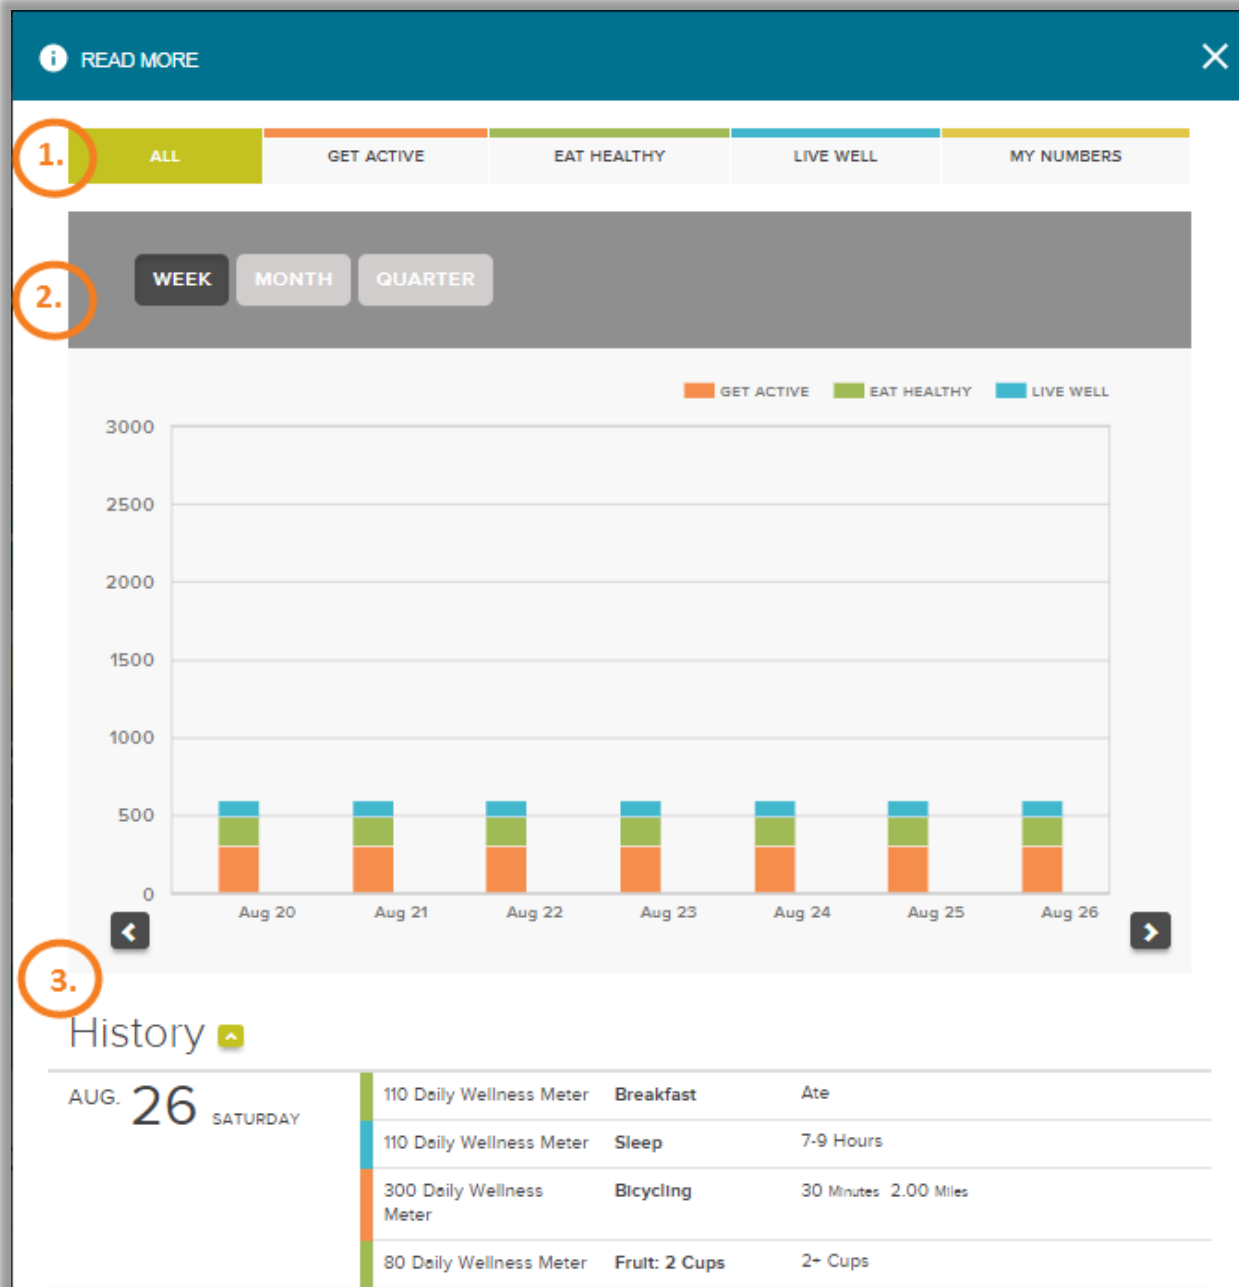 READ MORE
1.
ALL GET ACTIVE EAT HEALTHY LIVE WELL MY NUMBERS
2.
WEEK MONTH QUARTER
GET ACTIVE EAT HEALTHY LIVE WELL
3000
2500
2000
1500
1000
500
0
Aug 20 Aug 21 Aug 22 Aug 23 Aug 24 Aug 25 Aug 26
3.
History
AUG. 26 SATURDAY
110 Daily Wellness Meter Breakfast Ate
110 Daily Wellness Meter Sleep 7-9 Hours
300 Daily Wellness Bicycling 30 Minutes 2.00 Miles
Meter
80 Daily Wellness Meter Fruit: 2 Cups 2+ Cups